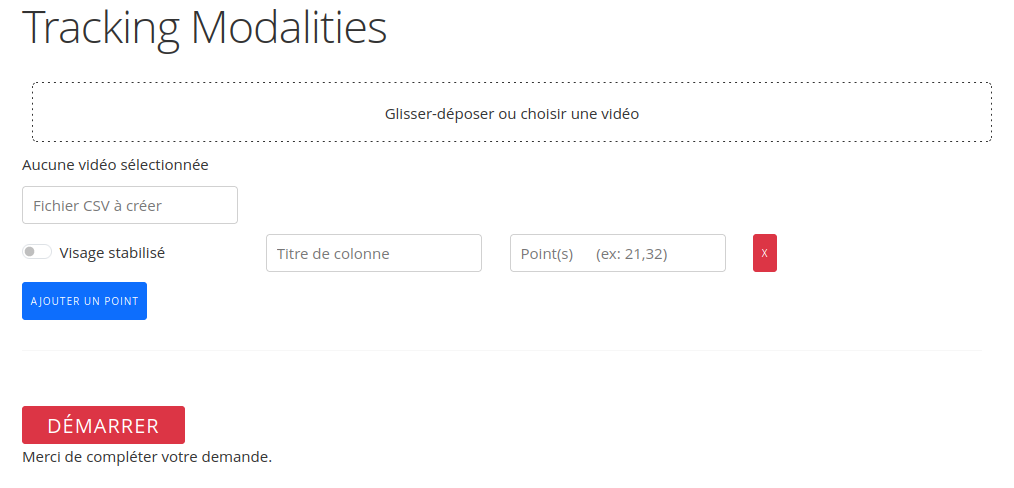 Tracking Modalities
Glisser-déposer ou choisir une vidéo
Aucune vidéo sélectionnée
Fichier CSV à créer
Visage stabilisé Titre de colonne Point(s) (ex: 21,32) X
AJOUTER UN POINT
DÉMARRER
Merci de compléter votre demande.